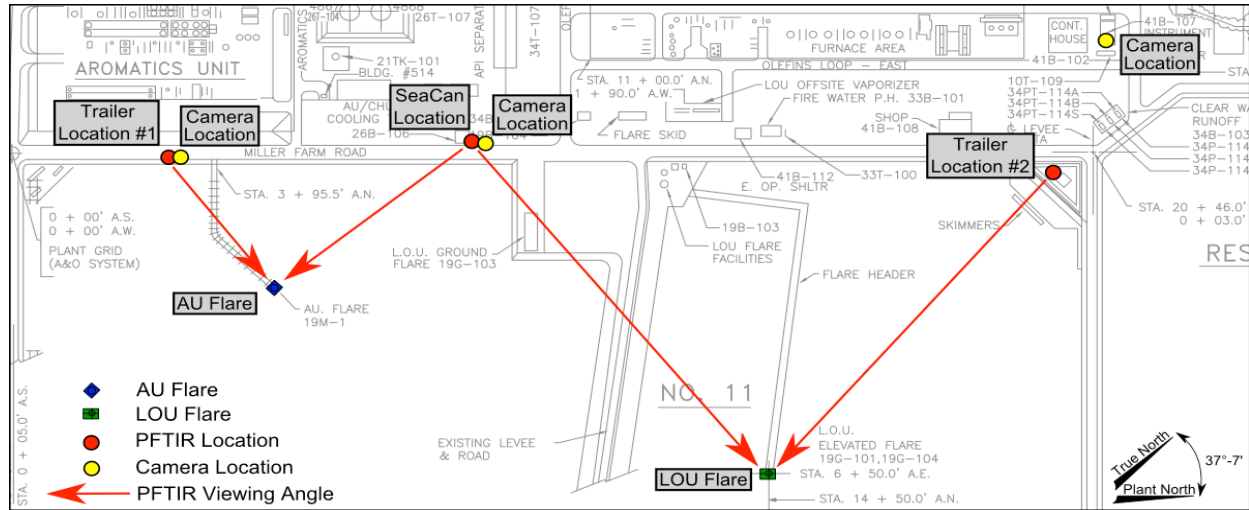 26T-104
26T-107
AROMATICS
API SEPARATOR
34T-107
OLEFINS LOOP - EAST
FURNACE AREA
CONT.
HOUSE
41B-107
INSTRUMENT
Camera
Location
41B-102
10T-109
34PT-114A
34PT-114B
34PT-114S
CLEAR
RUNOFF
34B-103
LEVEE
AROMATICS UNIT
21TK-101
BLDG. #514
AU/CHU
COOLING
26B-106
Trailer
Location #1
Camera
Location
SeaCan
Location
Camera
Location
STA. 11 + 00.0' A.N.
1 + 90.0' A.W.
LOU OFFSITE VAPORIZER
FIRE WATER P.H. 33B-101
FLARE SKID
SHOP
41B-108
Trailer
Location #2
MILLER FARM ROAD
STA. 3 + 95.5' A.N.
41B-112
E. OP. SHLTR
33T-100
0 + 00' A.S.
0 + 00' A.W.
PLANT GRID
(A&O SYSTEM)
19B-103
LOU FLARE
FACILITIES
SKIMMERS
STA. 20 + 46.0'
0 + 03.0'
L.O.U. GROUND
FLARE 19G-103
FLARE HEADER
RES
AU Flare
AU. FLARE
19M-1
STA. 0 + 05.0' A.S.
AU Flare
LOU Flare
PFTIR Location
Camera Location
PFTIR Viewing Angle
NO. 11
EXISTING LEVEE
& ROAD
L.O.U.
ELEVATED FLARE
19G-101,19G-104
STA. 6 + 50.0' A.E.
STA. 14 + 50.0' A.N.
LOU Flare
True North
Plant North
37°-7'